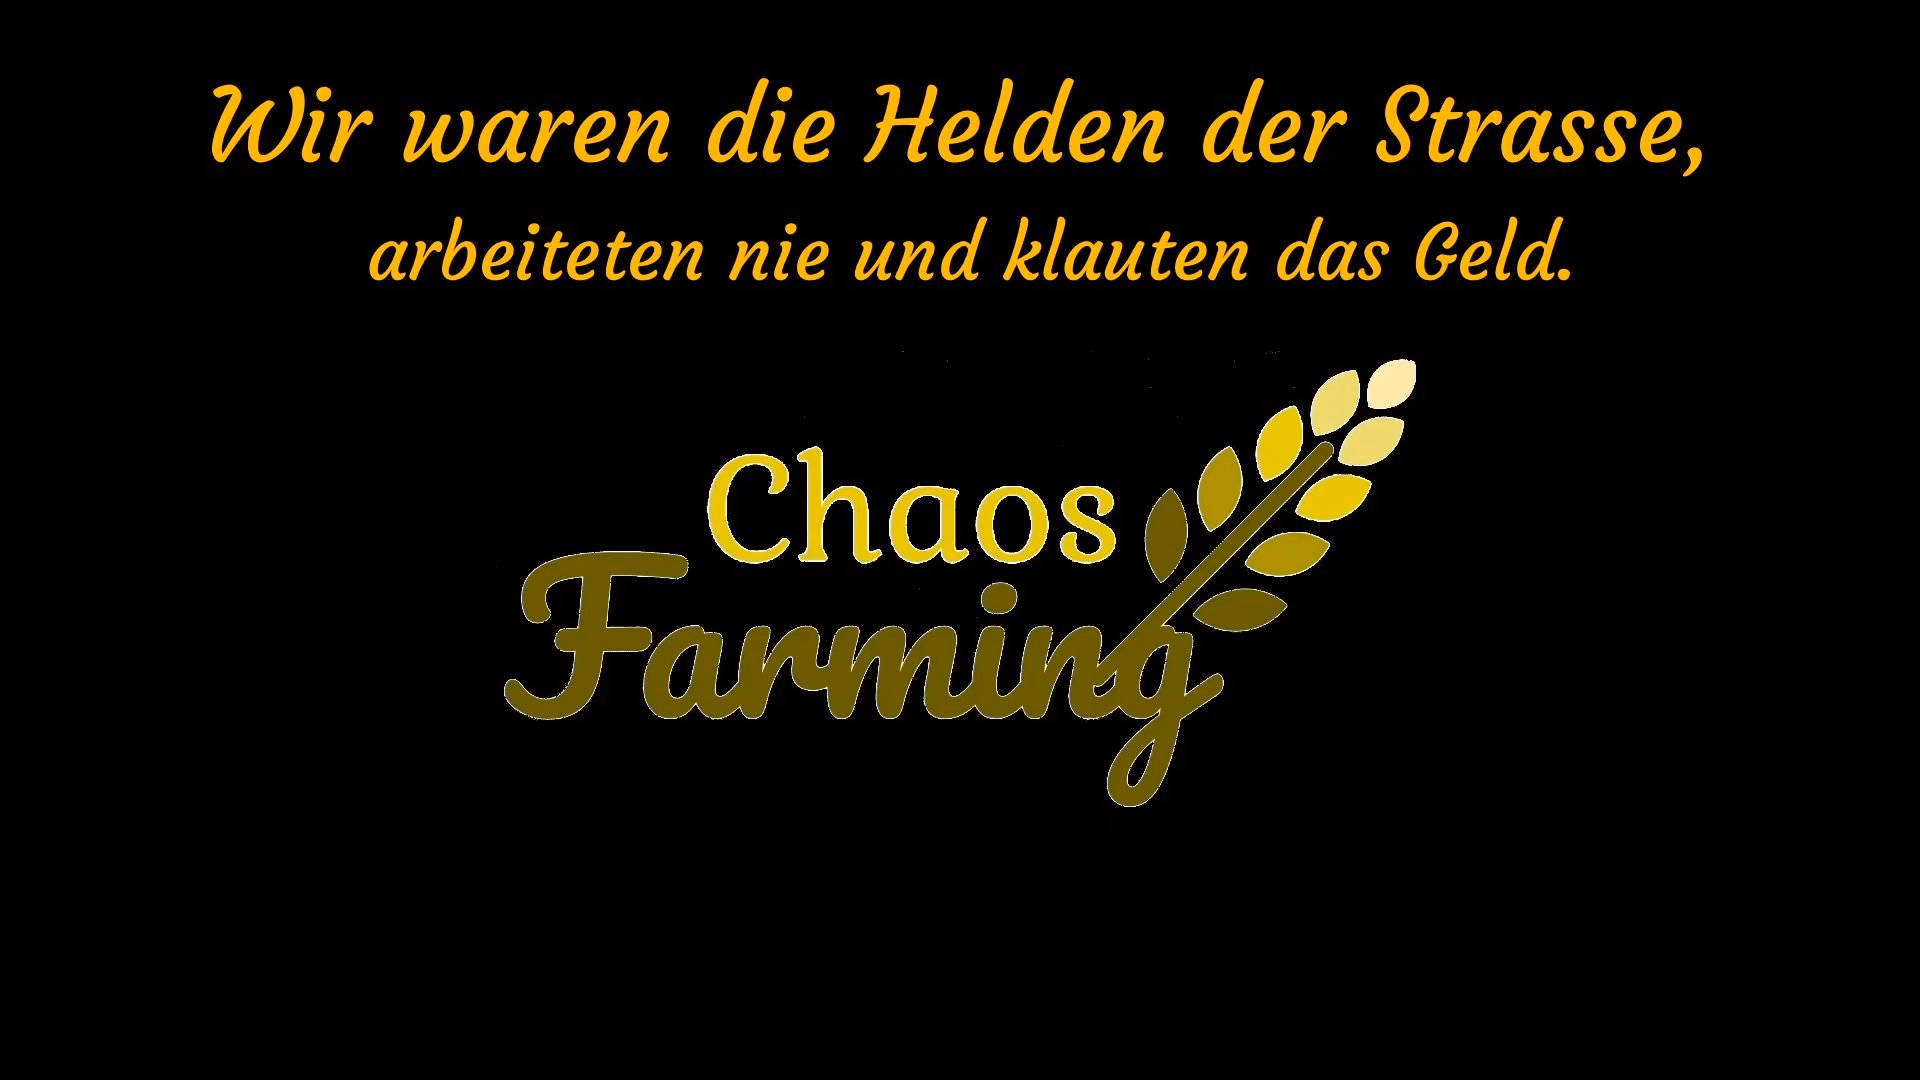 Wir waren die Helden der Strasse,
arbeiteten nie und klauten das Geld.
Chaos
Farming